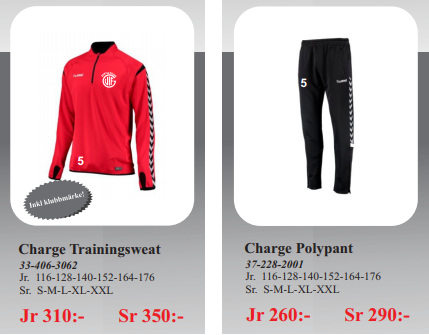 hummel
5
Inkl klubbmärke!
Charge Trainingsweat
33-406-3062
Jr.  116-128-140-152-164-176
Sr.  S-M-L-XL-XXL
Jr 310:-  Sr 350:-
5
Charge Polypant
37-228-2001
Jr.  116-128-140-152-164-176
Sr.  S-M-L-XL-XXL
Jr 260:-  Sr 290:-